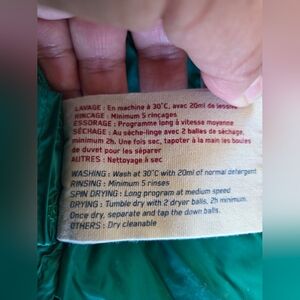 LAVAGE : En machine à 30°C, avec 20ml de lessive
RINÇAGE : Minimum 5 rinçages
ESSORAGE : Programme long à vitesse moyenne
SÉCHAGE : Au sèche-linge avec 2 balles de séchage,
minimum 2h. Une fois sec, tapoter à la main les boules
de duvet pour les séparer
AUTRES : Nettoyage à sec
WASHING : Wash at 30°C with 20ml of normal detergent
RINSING : Minimum 5 rinses
SPIN DRYING : Long program at medium speed
DRYING : Tumble dry with 2 dryer balls, 2h minimum.
Once dry, separate and tap the down balls.
OTHERS : Dry cleanable